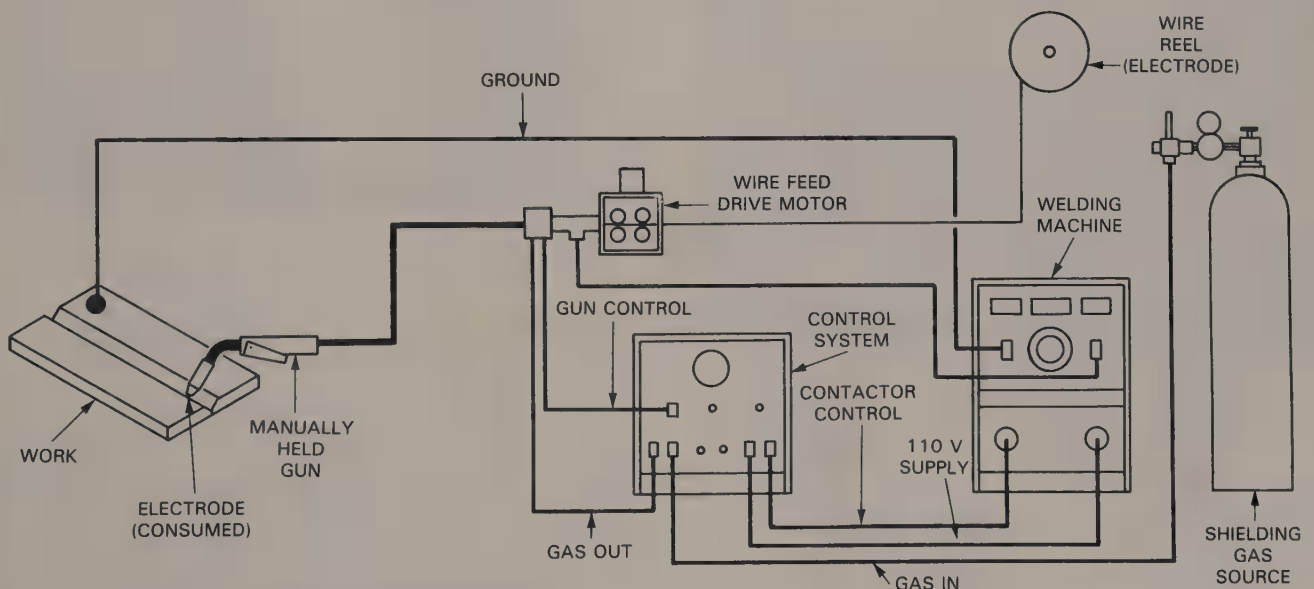 WIRE
REEL
(ELECTRODE)
GROUND
WIRE FEED
DRIVE MOTOR
WELDING
MACHINE
GUN CONTROL
CONTROL
SYSTEM
CONTACTOR
CONTROL
110 V
SUPPLY
MANUALLY
HELD
GUN
WORK
ELECTRODE
(CONSUMED)
GAS OUT
GAS IN
SHIELDING
GAS
SOURCE